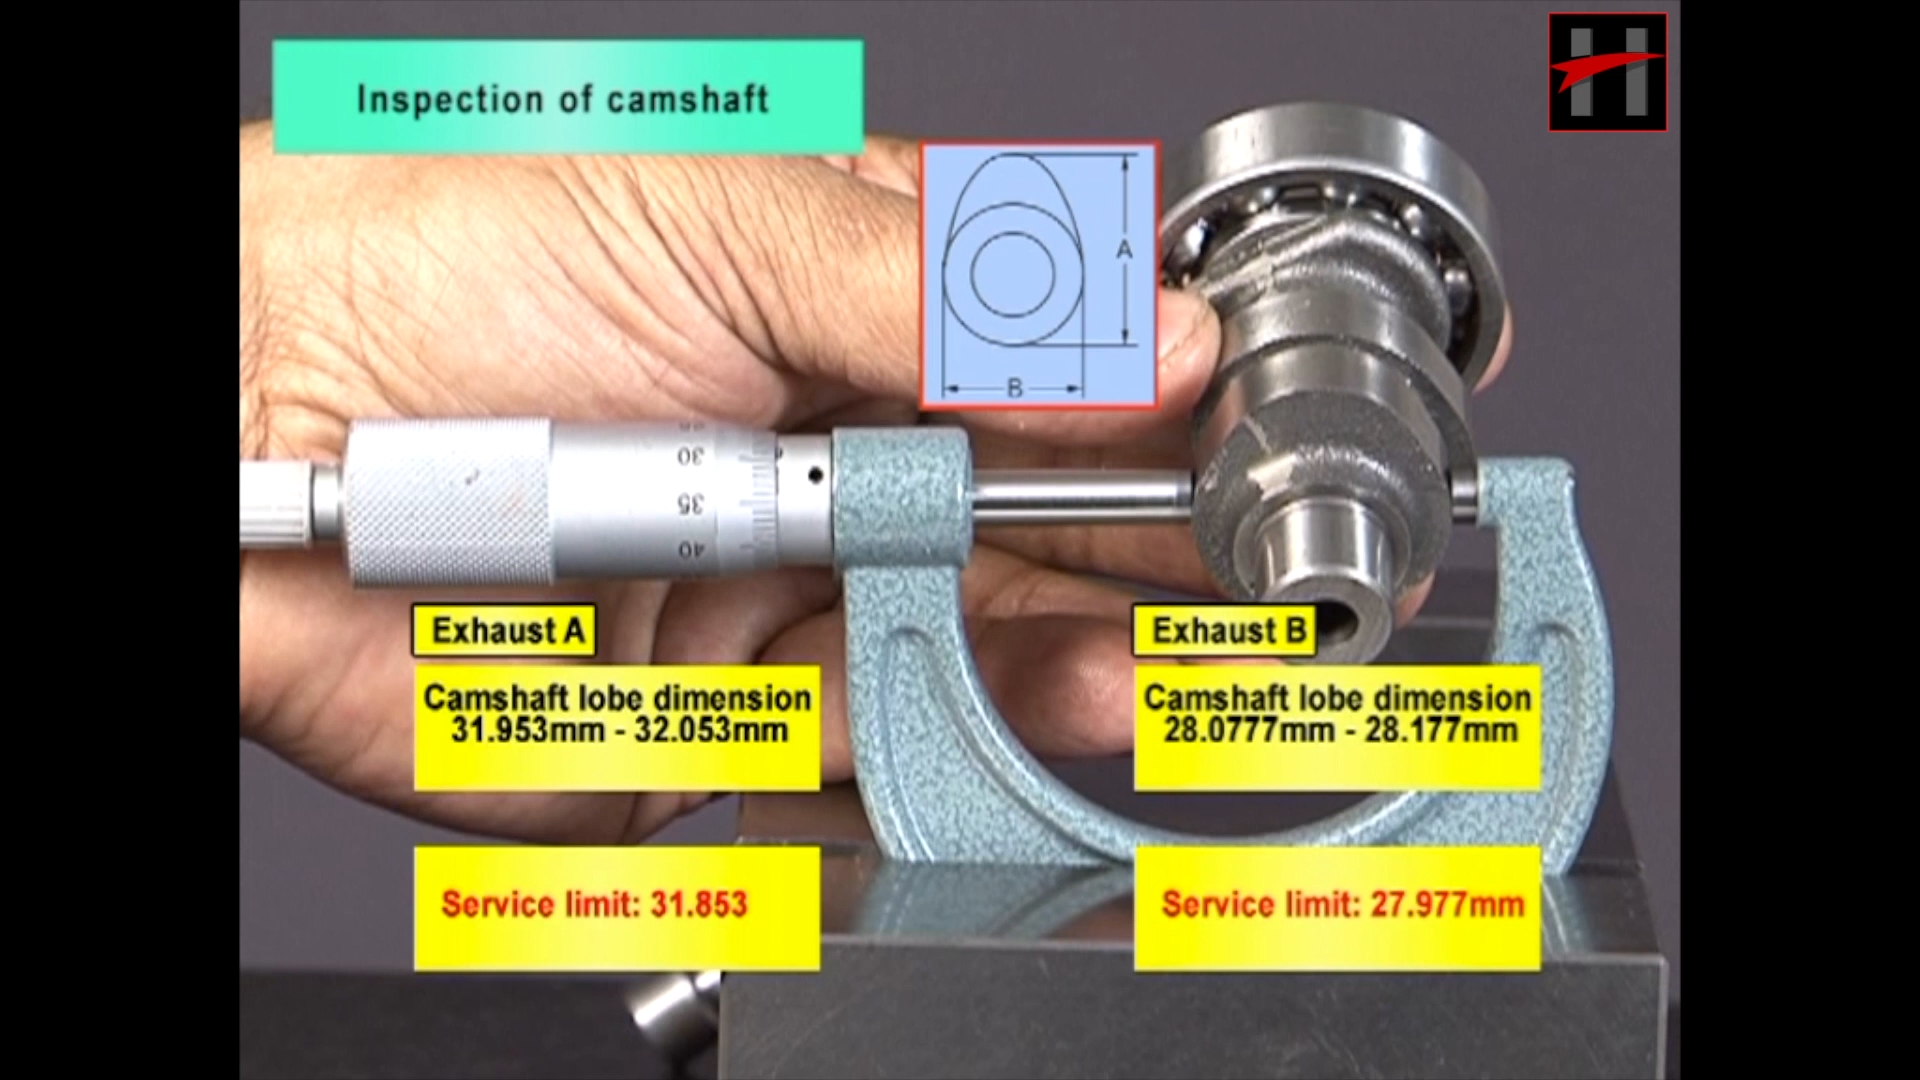 Inspection of camshaft
A
B
30
35
40
Exhaust A
Camshaft lobe dimension
31.953mm - 32.053mm
Service limit: 31.853
Exhaust B
Camshaft lobe dimension
28.0777mm - 28.177mm
Service limit: 27.977mm